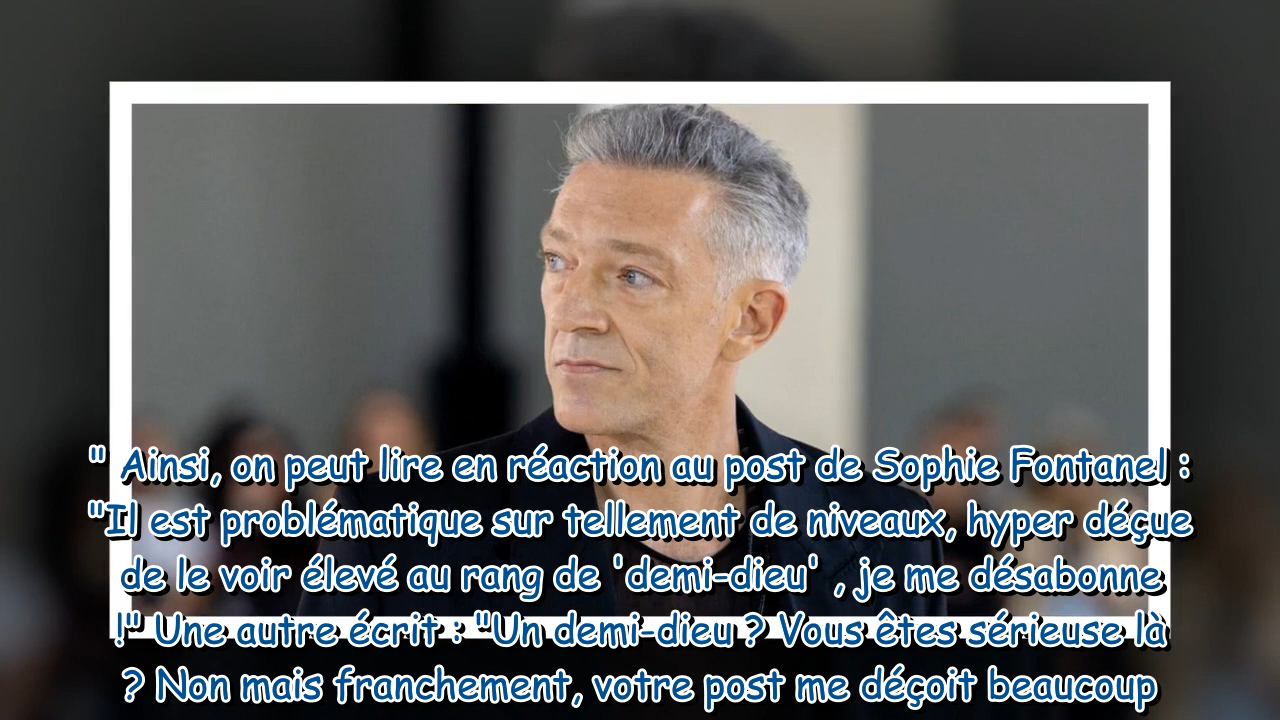 " Ainsi, on peut lire en réaction au post de Sophie Fontanel :
"Il est problématique sur tellement de niveaux, hyper déçue
de le voir élevé au rang de 'demi-dieu' , je me désabonne
!" Une autre écrit : "Un demi-dieu ? Vous êtes sérieuse là
? Non mais franchement, votre post me déçoit beaucoup